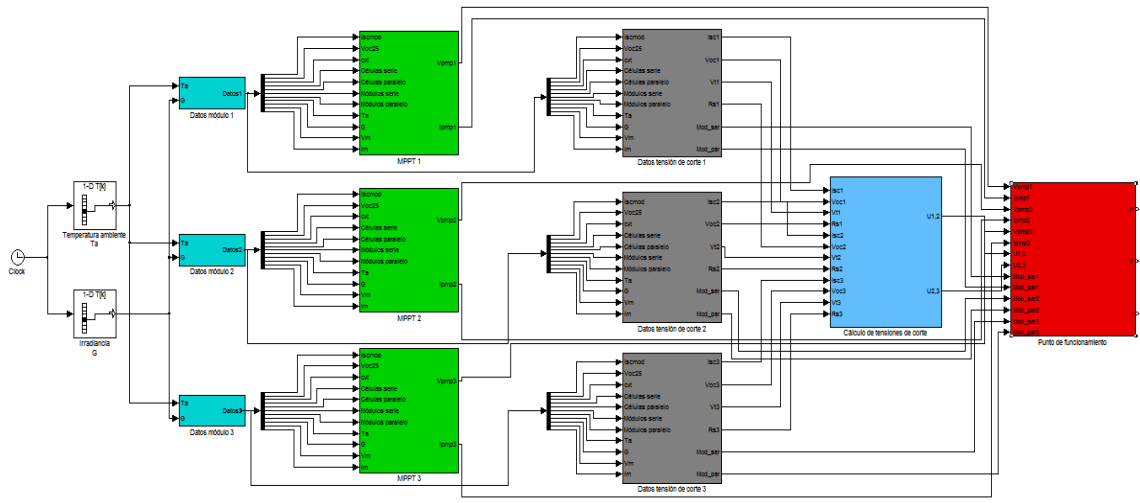 Clock
1-D T[k]
Temperatura ambiente
Ta
1-D T[k]
Irradiancia
G
Ta
G
Datos1
Datos módulo 1
Ta
G
Datos2
Datos módulo 2
Ta
G
Datos3
Datos módulo 3
Iscmod
Voc25
cvt
Células serie
Células paralelo
Módulos serie
Módulos paralelo
Ta
G
Vm
Im
Vpmp1
Ipmp1
MPPT 1
Iscmod
Voc25
cvt
Células serie
Células paralelo
Módulos serie
Módulos paralelo
Ta
G
Vm
Im
Vpmp2
Ipmp2
MPPT 2
Iscmod
Voc25
cvt
Células serie
Células paralelo
Módulos serie
Módulos paralelo
Ta
G
Vm
Im
Vpmp3
Ipmp3
MPPT 3
Iscmod
Voc25
cvt
Células serie
Células paralelo
Módulos serie
Módulos paralelo
Ta
G
Vm
Im
Isc1
Voc1
Vt1
Rs1
Mod_ser
Mod_par
Datos tensión de corte 1
Iscmod
Voc25
cvt
Células serie
Células paralelo
Módulos serie
Módulos paralelo
Ta
G
Vm
Im
Isc2
Voc2
Vt2
Rs2
Mod_ser
Mod_par
Datos tensión de corte 2
Iscmod
Voc25
cvt
Células serie
Células paralelo
Módulos serie
Módulos paralelo
Ta
G
Vm
Im
Isc3
Voc3
Vt3
Rs3
Mod_ser
Mod_par
Datos tensión de corte 3
Isc1
Voc1
Vt1
Rs1
Isc2
Voc2
Vt2
Rs2
Isc3
Voc3
Vt3
Rs3
U1,2
U2,3
Cálculo de tensiones de corte
Vpmp1
Ipmp1
Vpmp2
Ipmp2
Vpmp3
Ipmp3
U1,2
U2,3
Mod_ser1
Mod_par1
Mod_ser2
Mod_par2
Mod_ser3
Mod_par3
P
V
Punto de funcionamiento